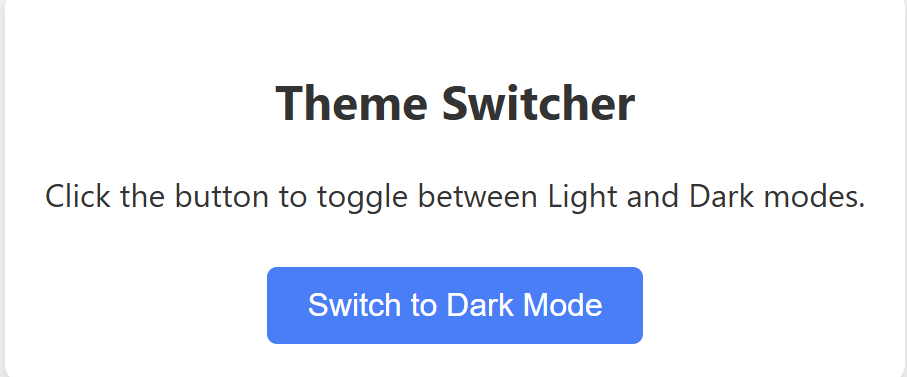 Theme Switcher
Click the button to toggle between Light and Dark modes.
Switch to Dark Mode